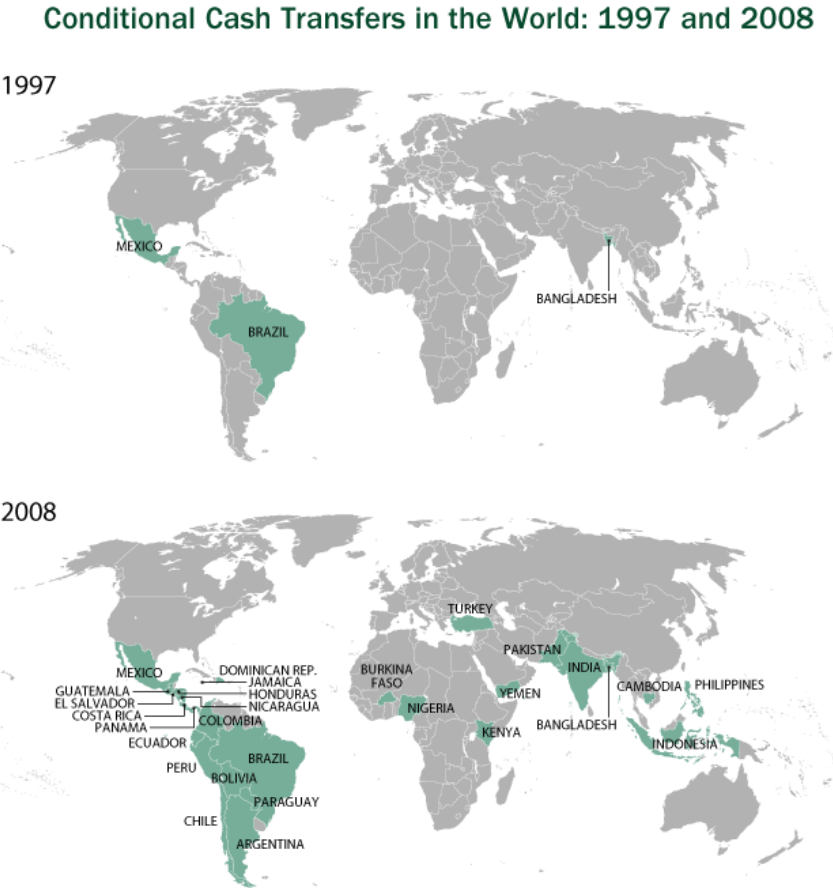 Conditional Cash Transfers in the World: 1997 and 2008
1997
MEXICO
BRAZIL
BANGLADESH
2008
TURKEY
PAKISTAN
MEXICO
DOMINICAN REP.
JAMAICA
GUATEMALA
HONDURAS
EL SALVADOR
NICARAGUA
COSTA RICA
PANAMA
COLOMBIA
BURKINA
FASO
NIGERIA
YEMEN
INDIA
CAMBODIA
PHILIPPINES
BANGLADESH
KENYA
INDONESIA
ECUADOR
BRAZIL
PERU
BOLIVIA
PARAGUAY
CHILE
ARGENTINA